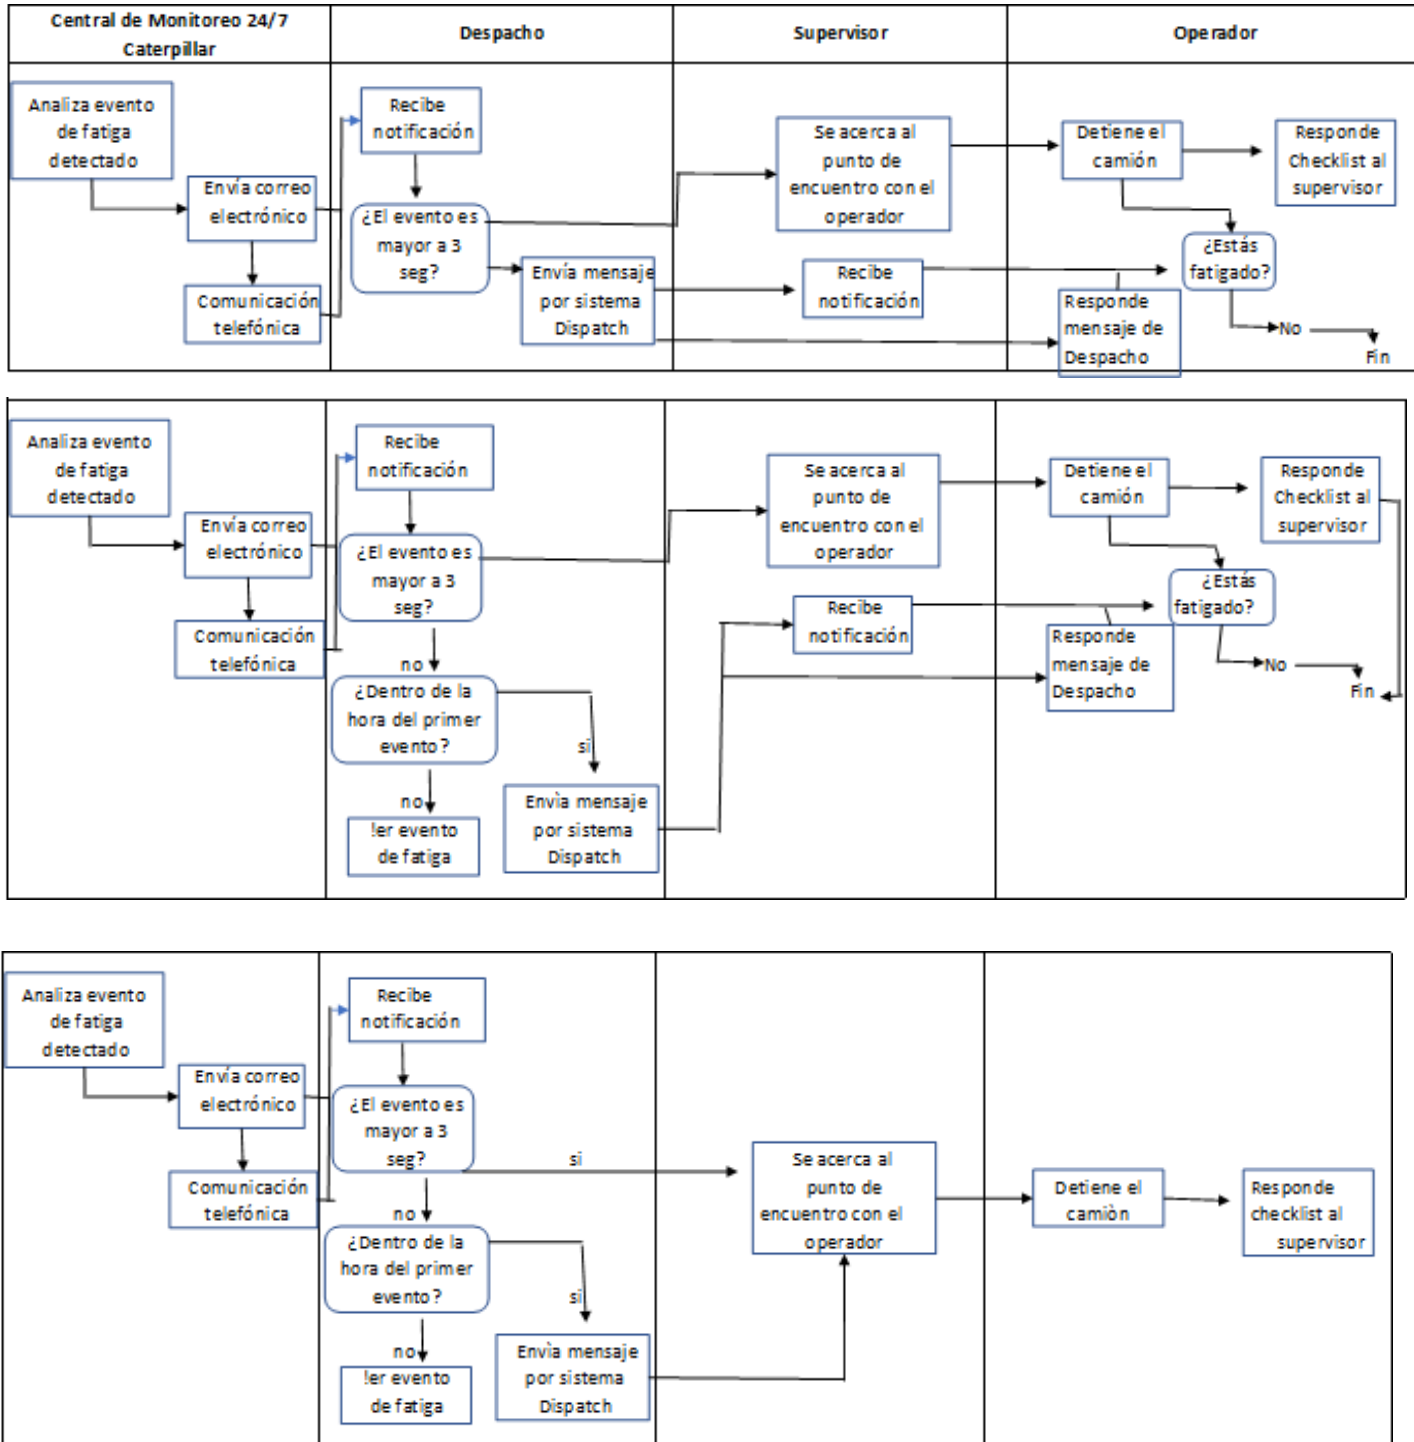 Central de Monitoreo 24/7
Caterpillar
Despacho
Supervisor
Operador
Analiza evento
de fatiga
detectado
Envía correo
electrónico
Comunicación
telefónica
Recibe
notificación
¿El evento es
mayor a 3
seg?
Envía mensaje
por sistema
Dispatch
Se acerca al
punto de
encuentro con el
operador
Recibe
notificación
Detiene el
camión
Responde
Checklist al
supervisor
¿Estás
fatigado?
Responde
mensaje de
Despacho
No
Fin
Analiza evento
de fatiga
detectado
Envía correo
electrónico
Comunicación
telefónica
Recibe
notificación
¿El evento es
mayor a 3
seg?
no
¿Dentro de la
hora del primer
evento?
si
no
!er evento
de fatiga
Envìa mensaje
por sistema
Dispatch
Se acerca al
punto de
encuentro con el
operador
Recibe
notificación
Detiene el
camión
Responde
Checklist al
supervisor
¿Estás
fatigado?
Responde
mensaje de
Despacho
No
Fin
Analiza evento
de fatiga
detectado
Envía correo
electrónico
Comunicación
telefónica
Recibe
notificación
¿El evento es
mayor a 3
seg?
si
no
¿Dentro de la
hora del primer
evento?
si
no
!er evento
de fatiga
Envìa mensaje
por sistema
Dispatch
Se acerca al
punto de
encuentro con el
operador
Detiene el
camiòn
Responde
checklist al
supervisor